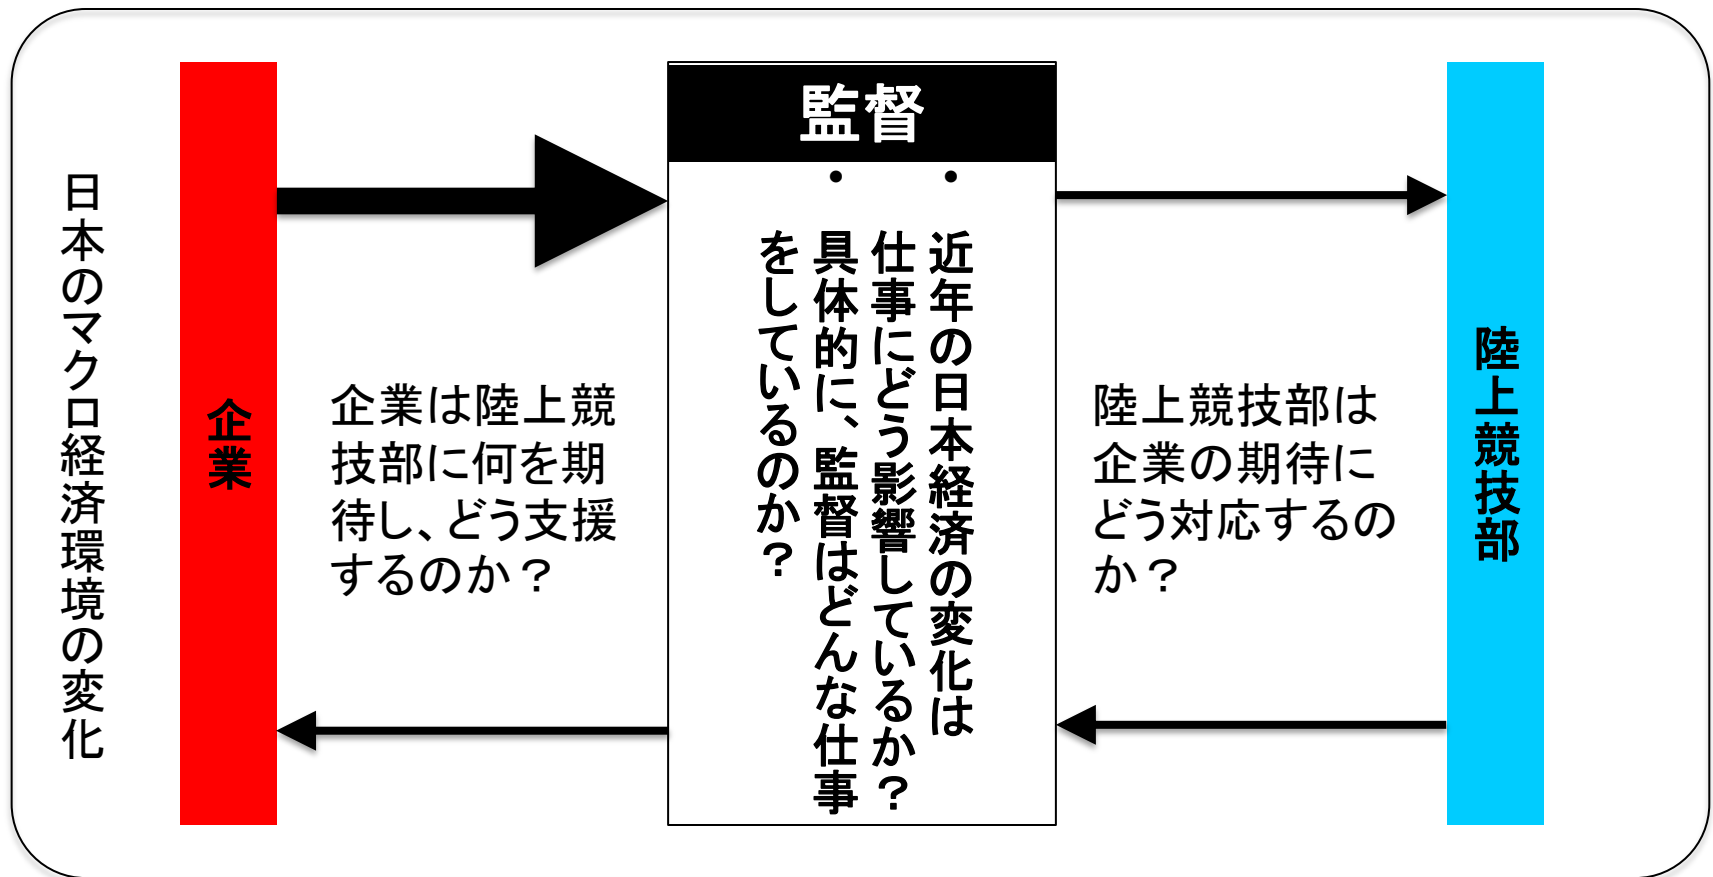 日本のマクロ経済環境の変化
企業
企業は陸上競
技部に何を期
待し、どう支援
するのか？
監督
・ 近年の日本経済の変化は
仕事にどう影響しているか？
・ 具体的に、監督はどんな仕事
をしているのか？
陸上競技部は
企業の期待に
どう対応するの
か？
陸上競技部